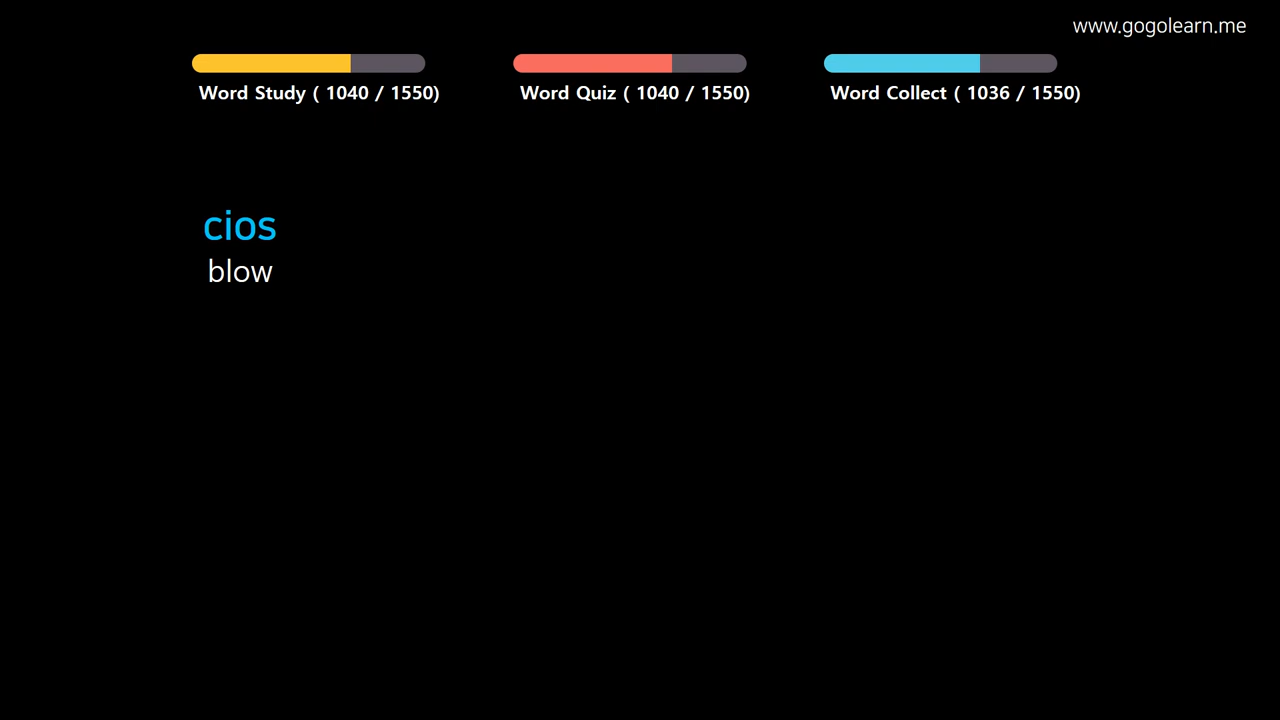 www.gogolearn.me
Word Study ( 1040 / 1550)
Word Quiz ( 1040 / 1550)
Word Collect ( 1036 / 1550)
cios
blow